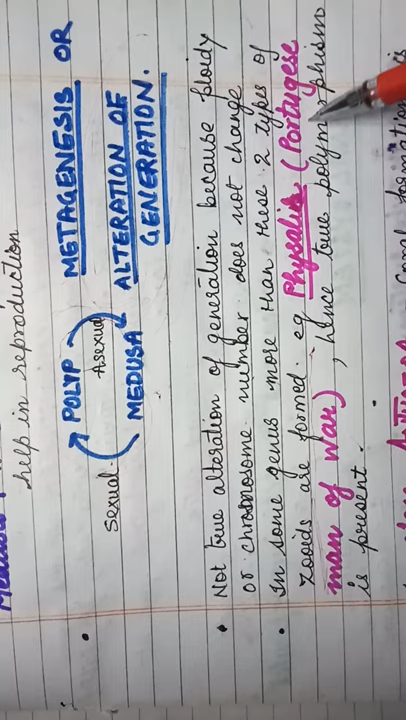 help in reproduction
METAGENESIS OR
POLYP
Asexual
ALTERATION OF
Sexual
MEDUSA
GENERATION.
Not true alteration of generation because ploidy
or chromosome number does not change
In some genus more than these 2 types of
zooids are formed. eg Physalis (Portugese
man of War), hence true polymorphism
is present.